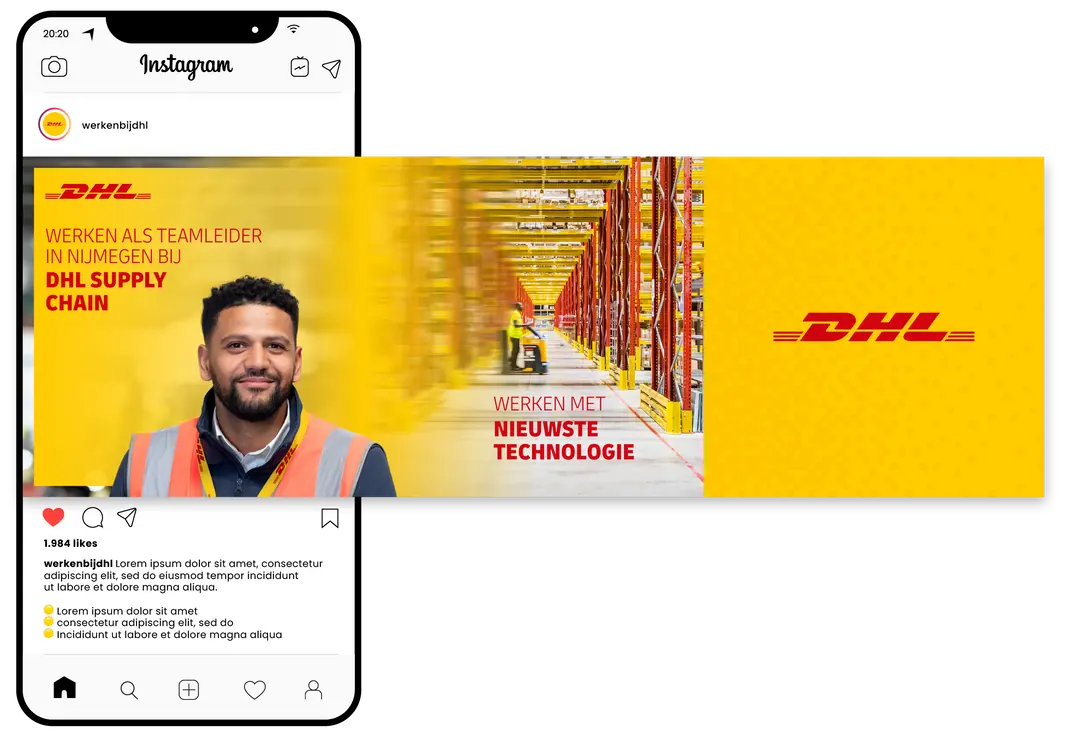 20:20
Instagram
DHL
werkenbijdhl
DHL
WERKEN ALS TEAMLEIDER
IN NIJMEGEN BIJ
DHL SUPPLY
CHAIN
DHL
DHL
WERKEN MET
NIEUWSTE
TECHNOLOGIE
DHL
1.984 likes
werkenbijdhl Lorem ipsum dolor sit amet, consectetur
adipiscing elit, sed do eiusmod tempor incididunt
ut labore et dolore magna aliqua.
Lorem ipsum dolor sit amet
consectetur adipiscing elit, sed do
Incididunt ut labore et dolore magna aliqua